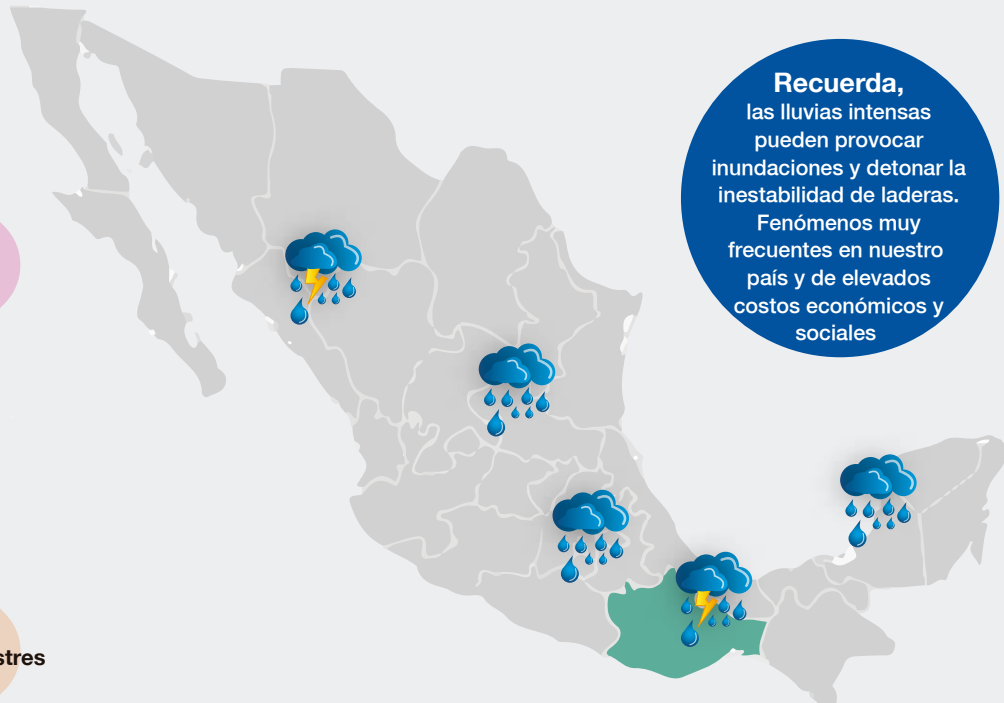 Recuerda,
las lluvias intensas
pueden provocar
inundaciones y detonar la
inestabilidad de laderas.
Fenómenos muy
frecuentes en nuestro
país y de elevados
costos económicos y
sociales
stres